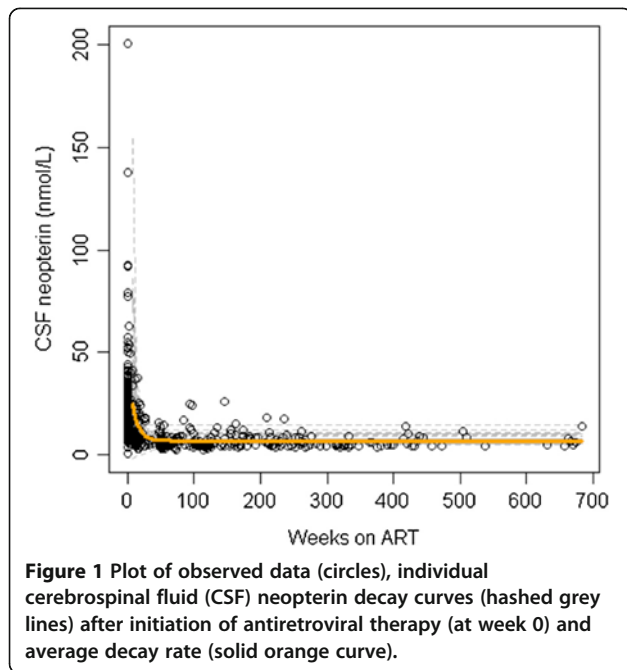 200
150
100
50
0
CSF neopterin (nmol/L)
0 100 200 300 400 500 600 700
Weeks on ART
Figure 1 Plot of observed data (circles), individual
cerebrospinal fluid (CSF) neopterin decay curves (hashed grey
lines) after initiation of antiretroviral therapy (at week 0) and
average decay rate (solid orange curve).